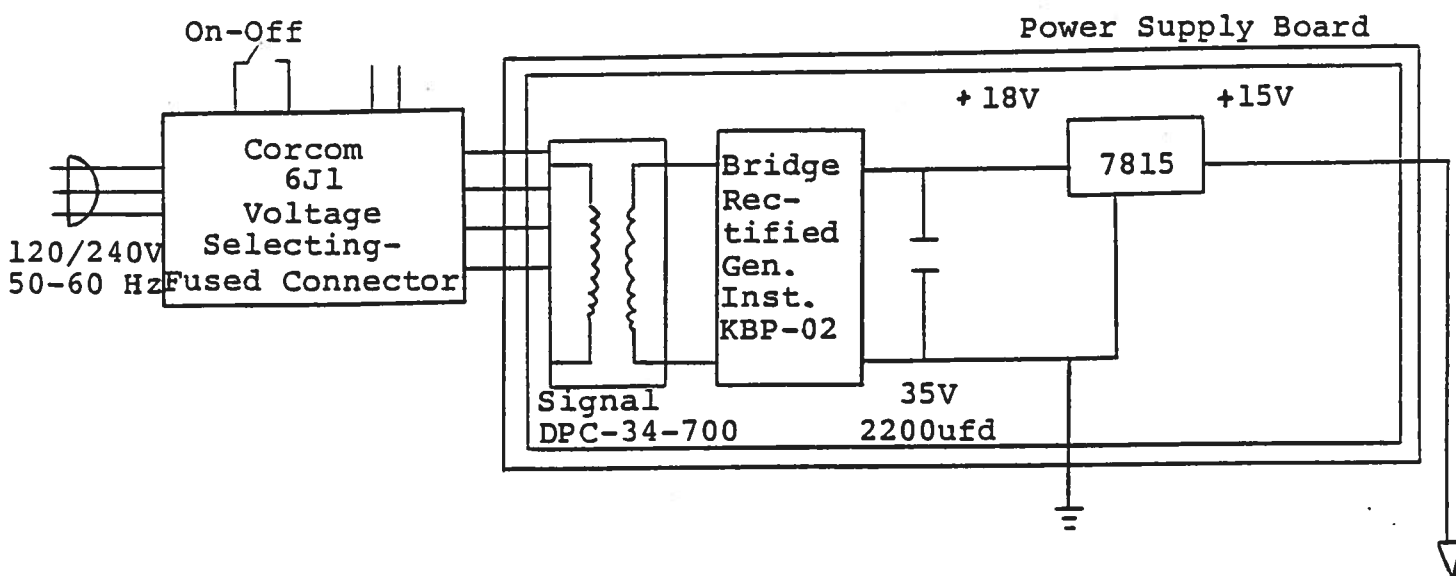 On-Off
Power Supply Board
+18V
+15V
Corcom
6J1
Voltage
Selecting-
Fused Connector
120/240V
50-60 Hz
Bridge
Rec-
tified
Gen.
Inst.
KBP-02
7815
Signal
DPC-34-700
35V
2200ufd